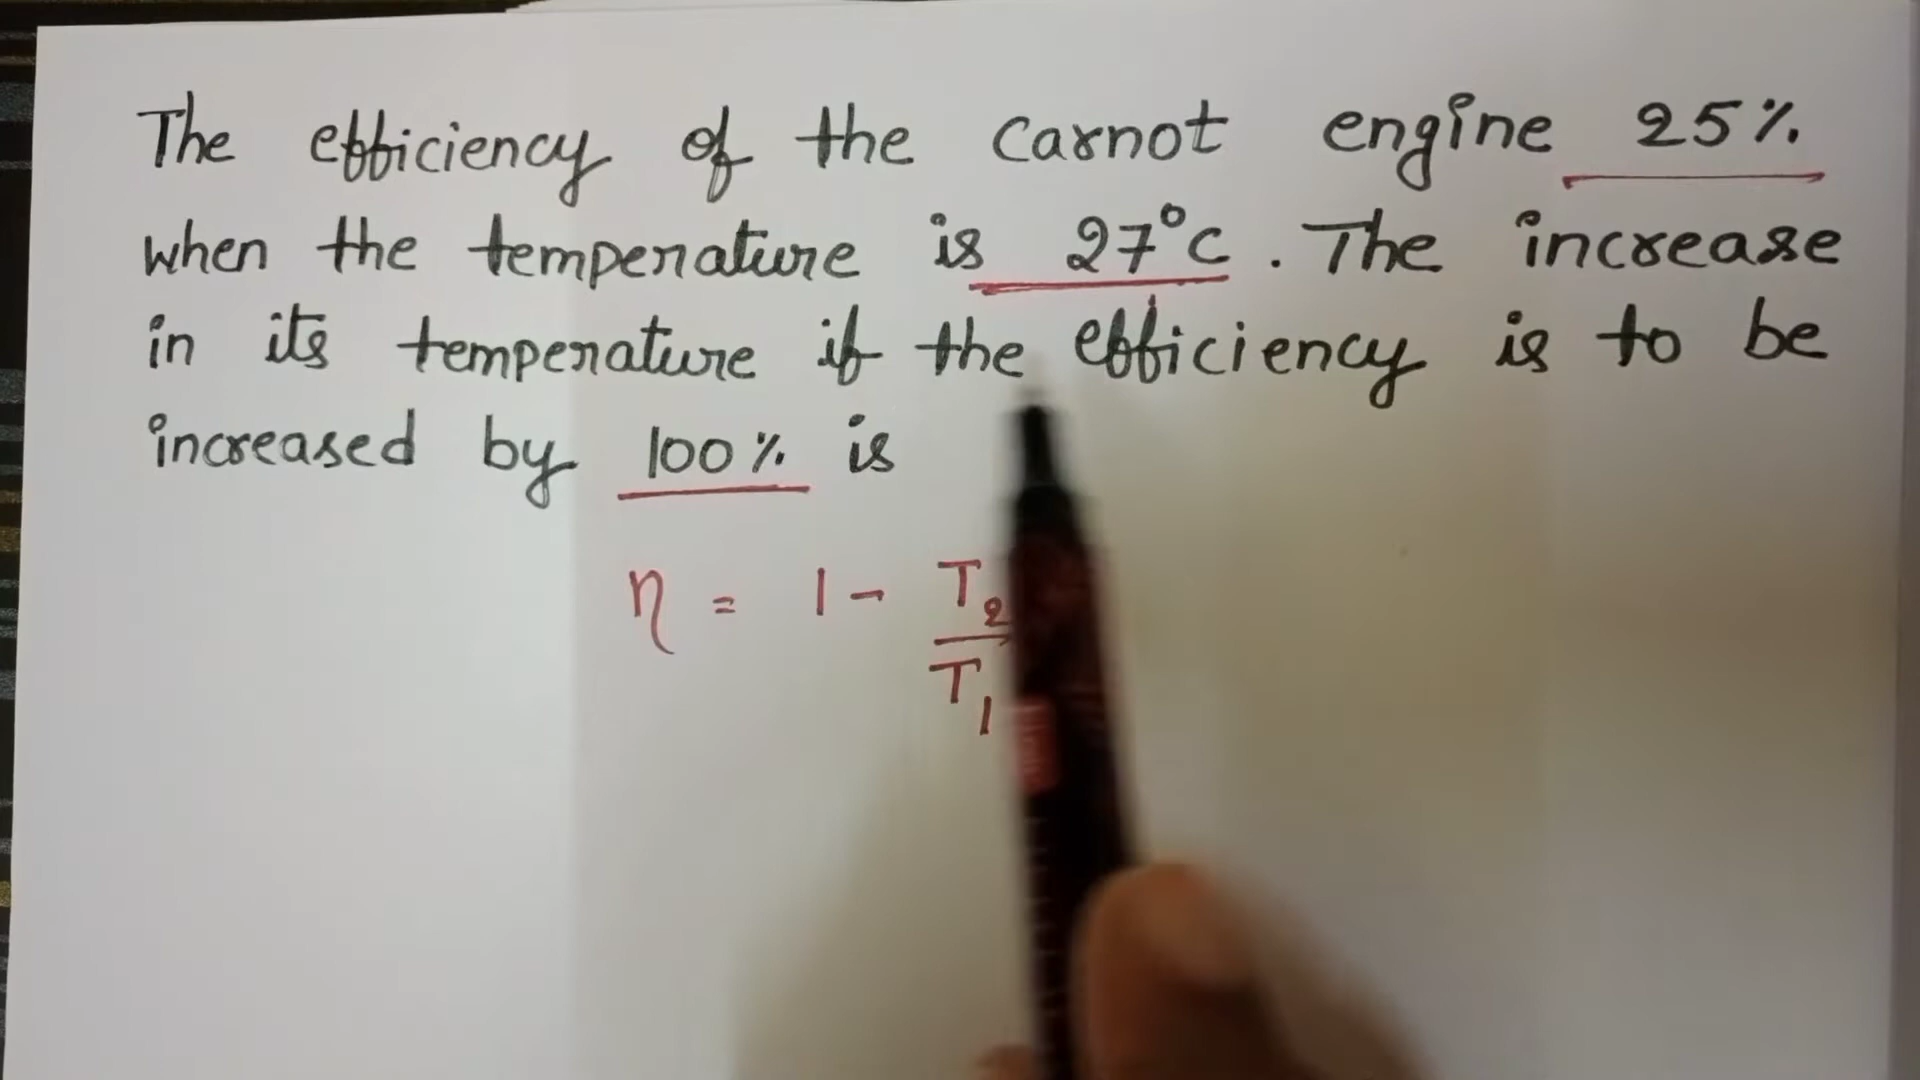 The efficiency of the Carnot engine 25%
when the temperature is 27°C. The increase
in its temperature if the efficiency is to be
increased by 100% is
η = 1 - T₂/T₁